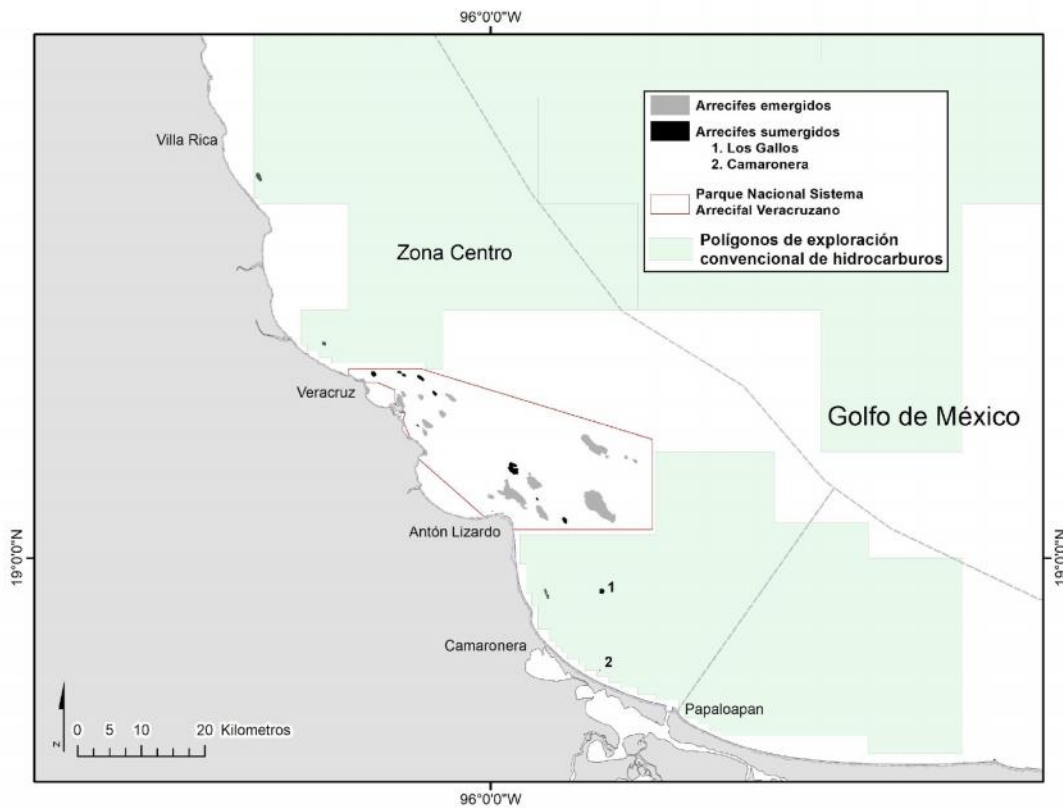 96°0'0"W
Arrecifes emergidos
Arrecifes sumergidos
1. Los Gallos
2. Camaronera
Parque Nacional Sistema
Arrecifal Veracruzano
Polígonos de exploración
convencional de hidrocarburos
Villa Rica
Zona Centro
Veracruz
Golfo de México
Antón Lizardo
19°0'0"N
19°0'0"N
1
Camaronera
2
Papaloapan
N
0 5 10 20 Kilometros
96°0'0"W